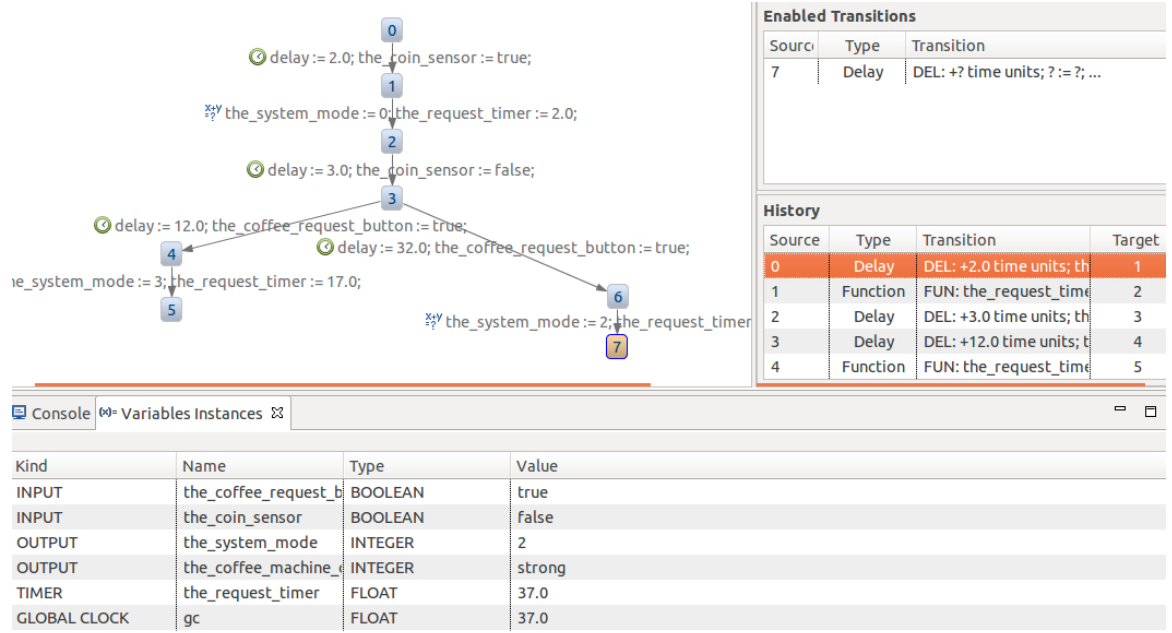 0
delay := 2.0; the_coin_sensor := true;
1
x+y =? the_system_mode := 0; the_request_timer := 2.0;
2
delay := 3.0; the_coin_sensor := false;
3
delay := 12.0; the_coffee_request_button := true;
delay := 32.0; the_coffee_request_button := true;
4
e_system_mode := 3; the_request_timer := 17.0;
5
6
x+y =? the_system_mode := 2; the_request_timer
7
Enabled Transitions
Sourc Type Transition
7 Delay DEL: +? time units; ? := ?; ...
History
Source Type Transition Target
0 Delay DEL: +2.0 time units; th 1
1 Function FUN: the_request_time 2
2 Delay DEL: +3.0 time units; th 3
3 Delay DEL: +12.0 time units; t 4
4 Function FUN: the_request_time 5
Console (x)= Variables Instances
Kind Name Type Value
INPUT the_coffee_request_b BOOLEAN true
INPUT the_coin_sensor BOOLEAN false
OUTPUT the_system_mode INTEGER 2
OUTPUT the_coffee_machine_ INTEGER strong
TIMER the_request_timer FLOAT 37.0
GLOBAL CLOCK gc FLOAT 37.0